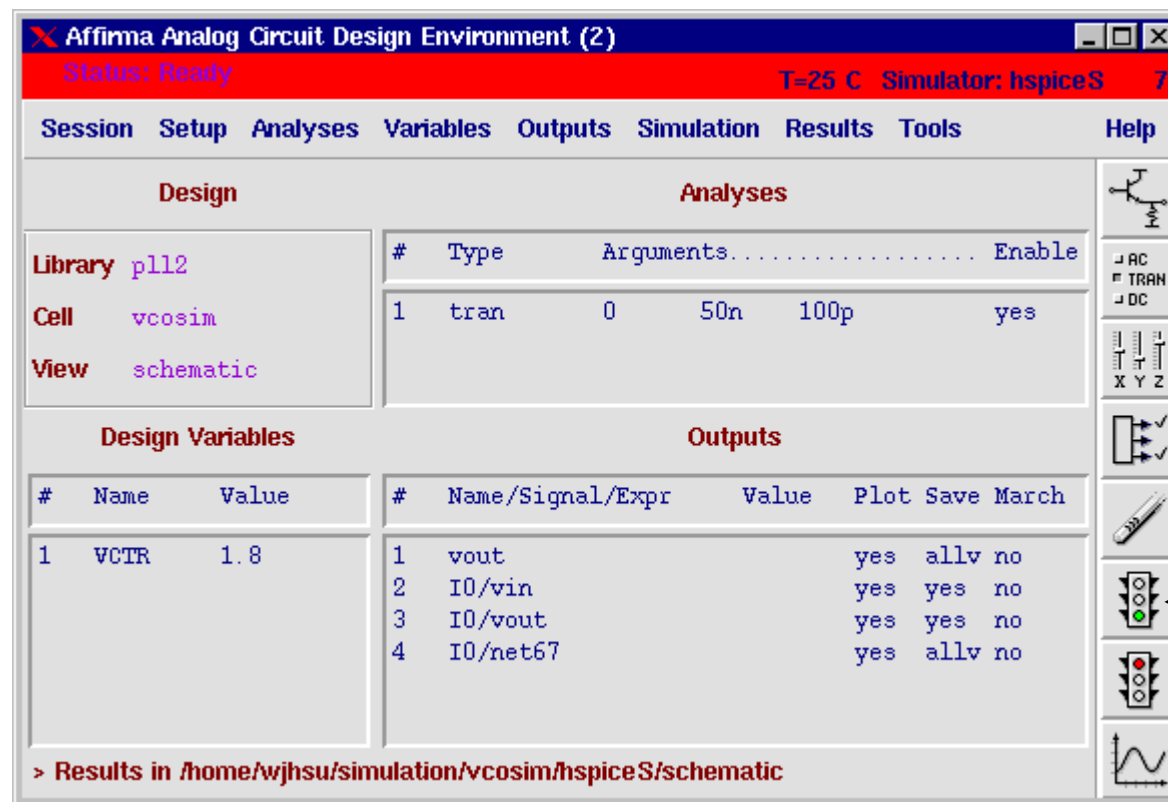 Affirma Analog Circuit Design Environment (2)
Status: Ready
T=25 C Simulator: hspiceS 7
Session Setup Analyses Variables Outputs Simulation Results Tools Help
Design
Analyses
Library pll2
Cell vcosim
View schematic
# Type Arguments................... Enable
1 tran 0 50n 100p yes
AC
TRAN
DC
X Y Z
Design Variables
Outputs
# Name Value
1 VCTR 1.8
# Name/Signal/Expr Value Plot Save March
1 vout yes allv no
2 I0/vin yes yes no
3 I0/vout yes yes no
4 I0/net67 yes allv no
> Results in /home/wjhsu/simulation/vcosim/hspiceS/schematic